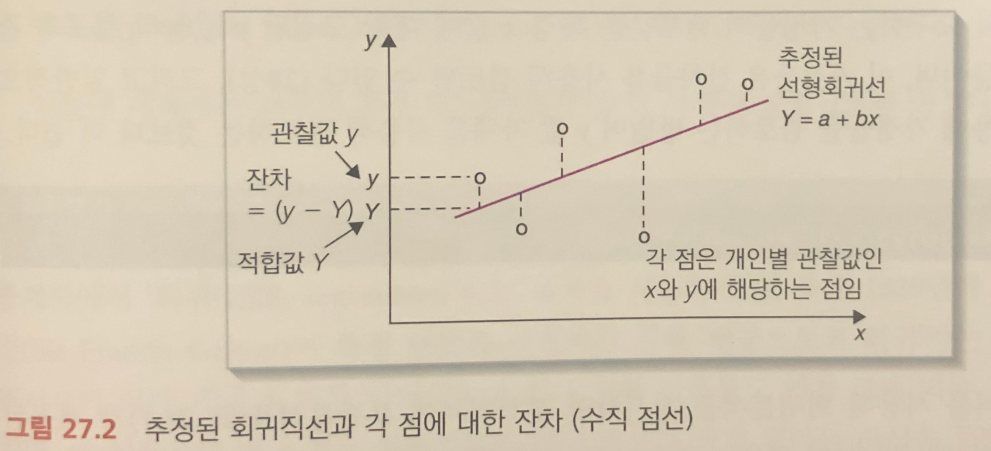 y
추정된
선형회귀선
Y = a + bx
관찰값 y
잔차
= (y − Y)
y
Y
적합값 Y
각 점은 개인별 관찰값인
x와 y에 해당하는 점임
x
그림 27.2 추정된 회귀직선과 각 점에 대한 잔차 (수직 점선)